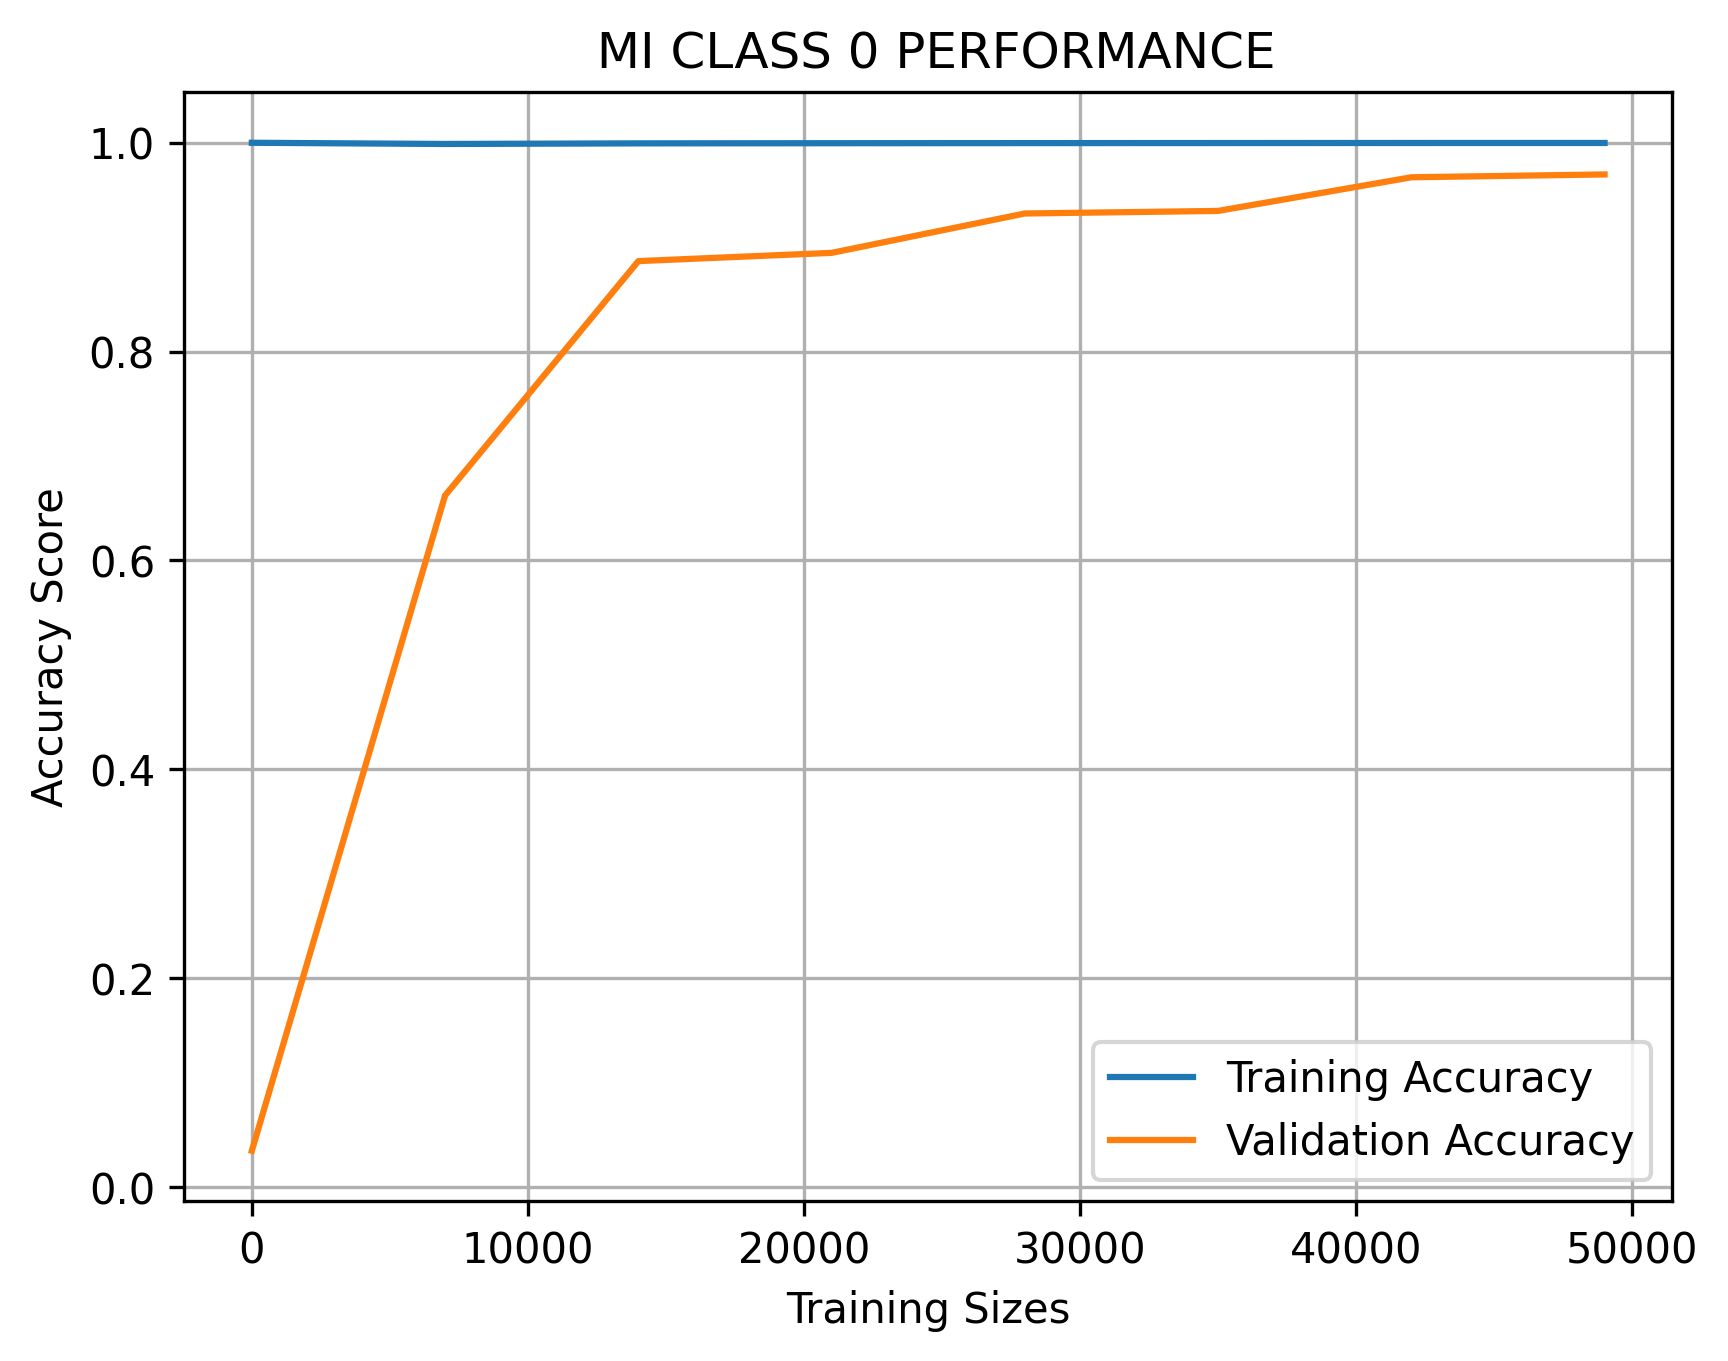 MI CLASS 0 PERFORMANCE
1.0
0.8
0.6
0.4
0.2
0.0
Accuracy Score
Training Accuracy
Validation Accuracy
0 10000 20000 30000 40000 50000
Training Sizes